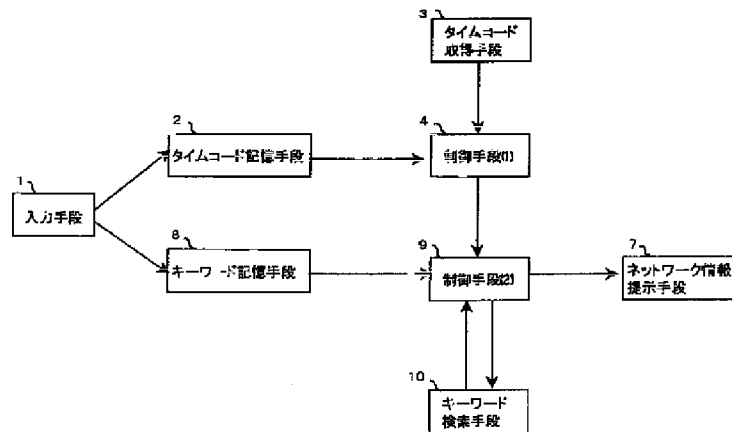 3
タイムコード
取得手段
2
タイムコード記憶手段
4
制御手段(1)
1
入力手段
8
キーワード記憶手段
9
制御手段(2)
7
ネットワーク情報
提示手段
10
キーワード
検索手段